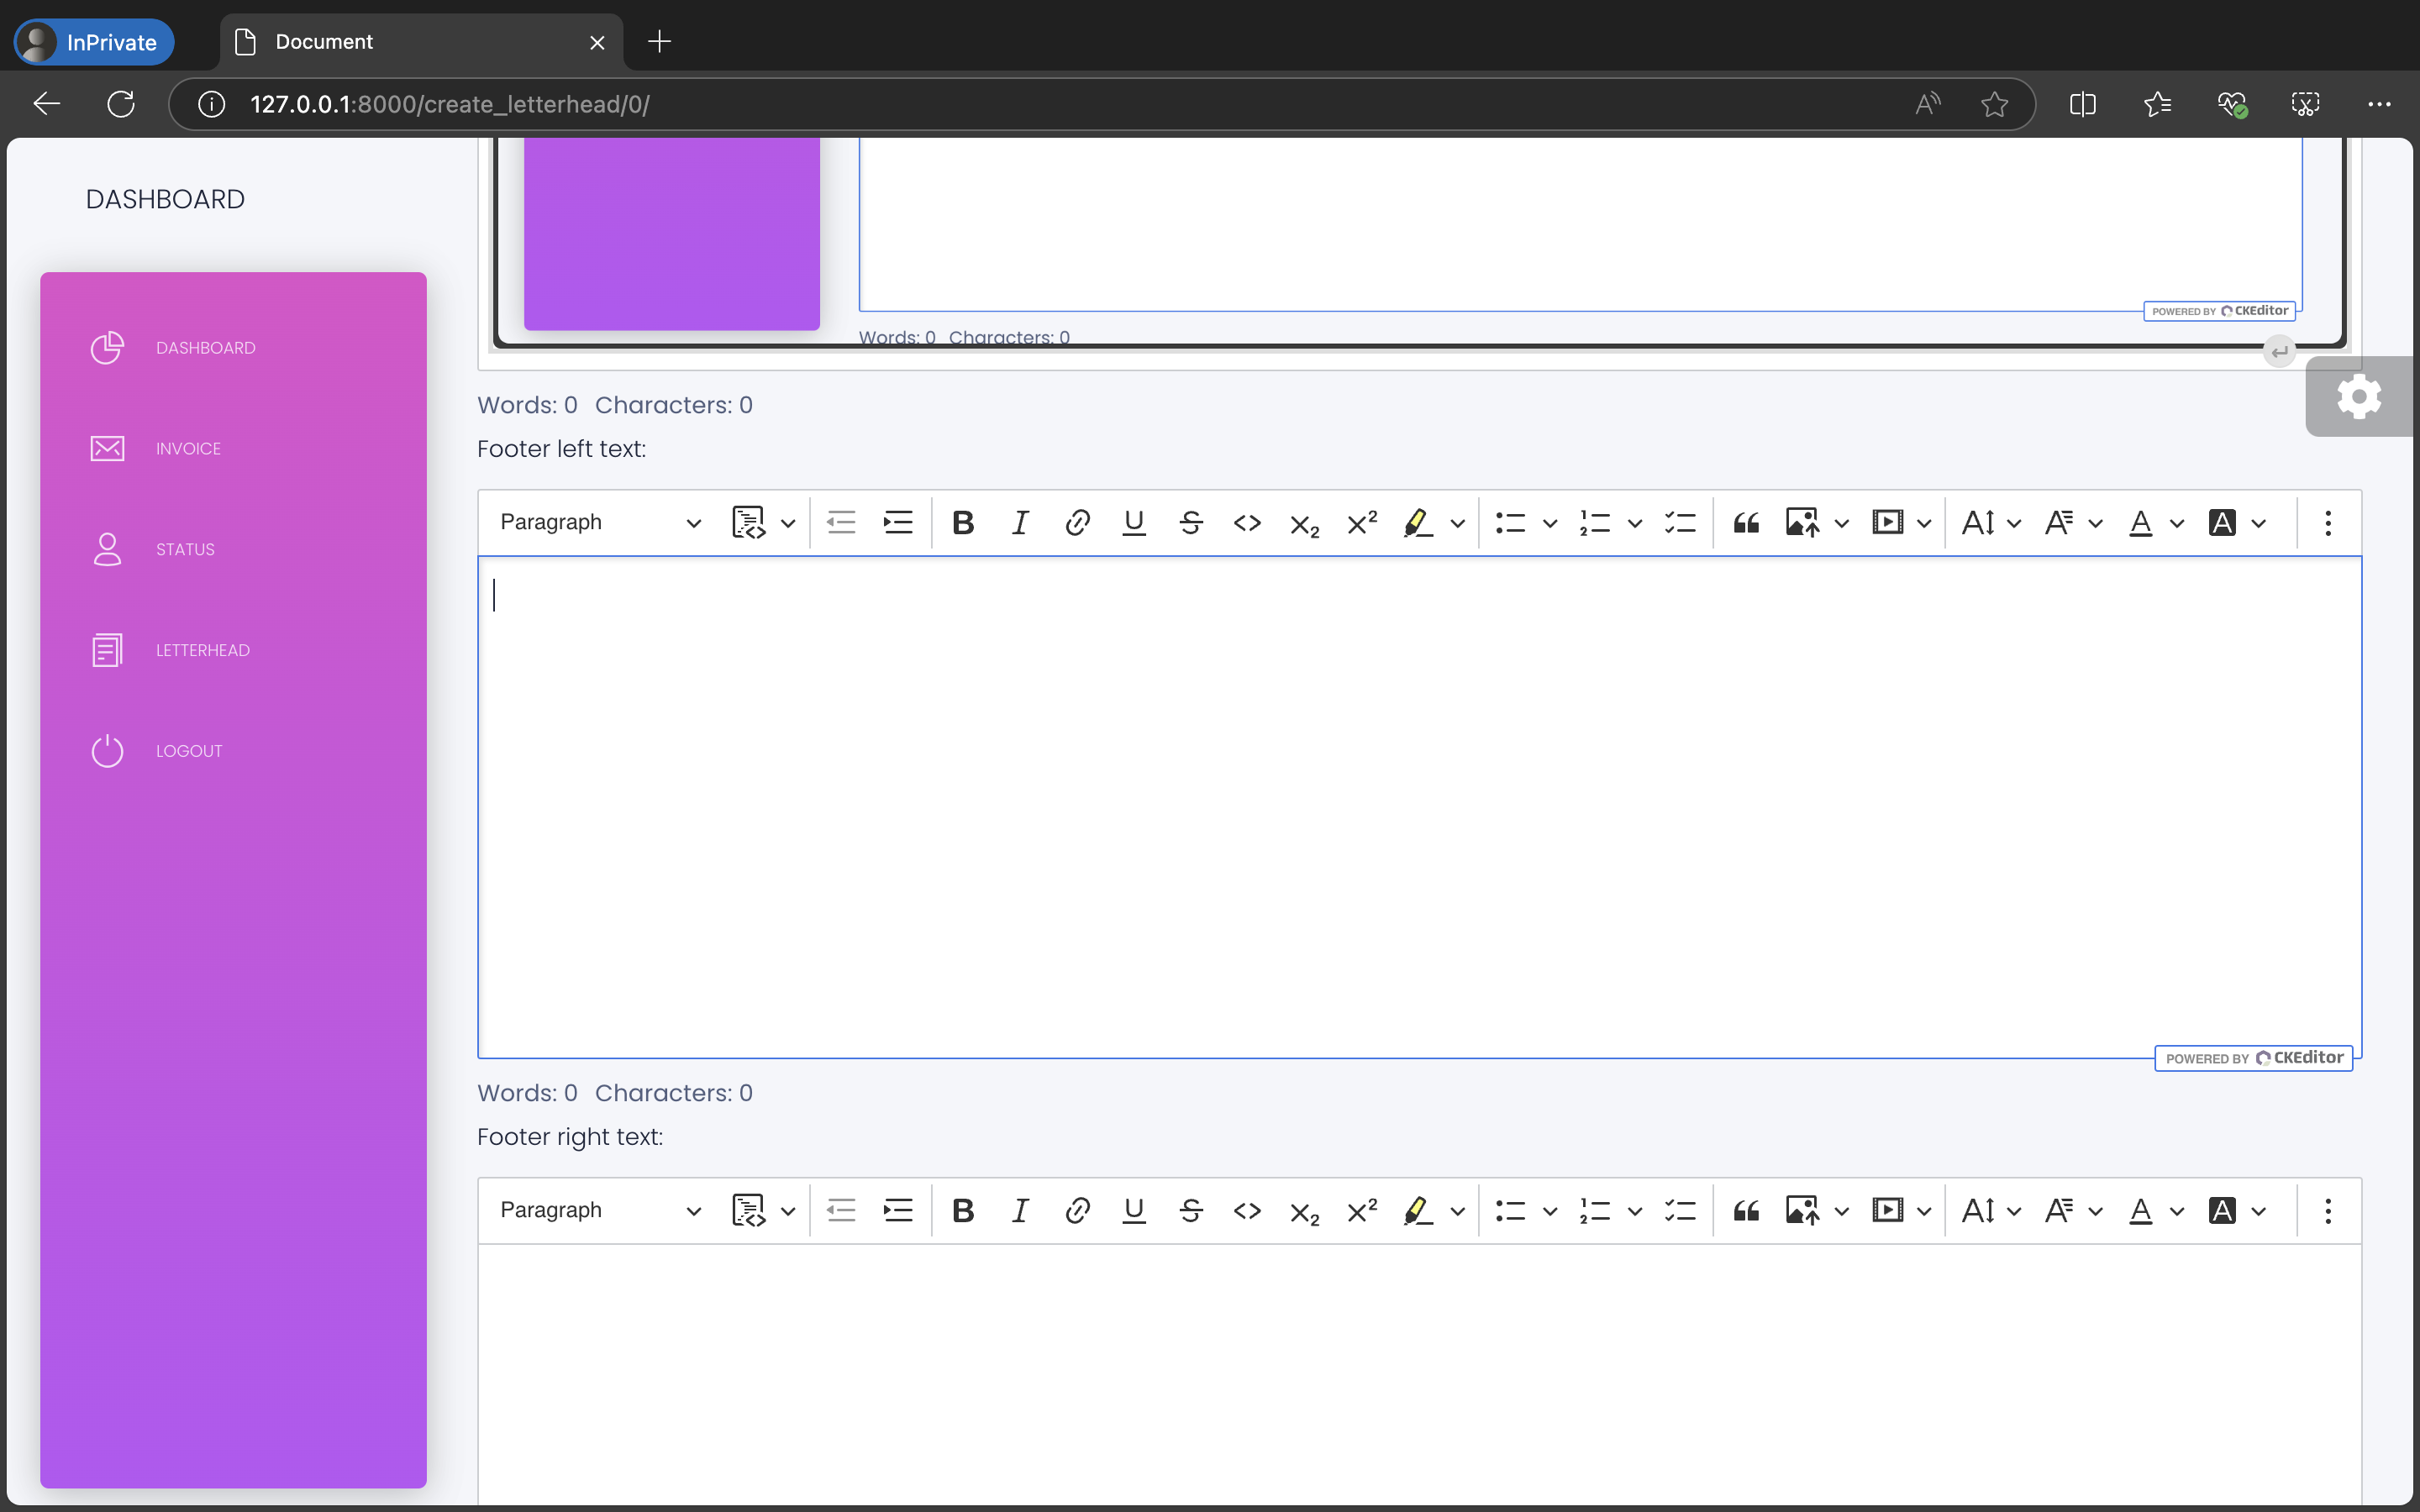 InPrivate
Document
127.0.0.1:8000/create_letterhead/0/
DASHBOARD
DASHBOARD
INVOICE
STATUS
LETTERHEAD
LOGOUT
POWERED BY CKEditor
Words: 0 Characters: 0
Words: 0 Characters: 0
Footer left text:
Paragraph
POWERED BY CKEditor
Words: 0 Characters: 0
Footer right text:
Paragraph